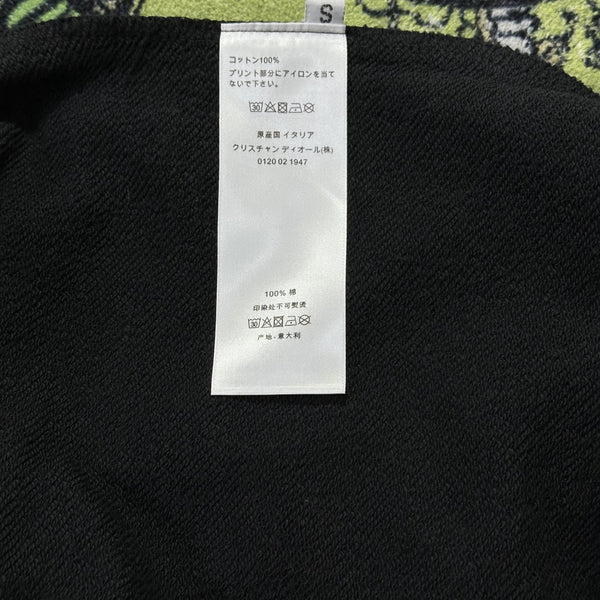 S
コットン100%
プリント部分にアイロンを当て
ないで下さい。
30
原産国 イタリア
クリスチャン ディオール(株)
0120 02 1947
100% 棉
印染处不可熨烫
30
产地 - 意大利